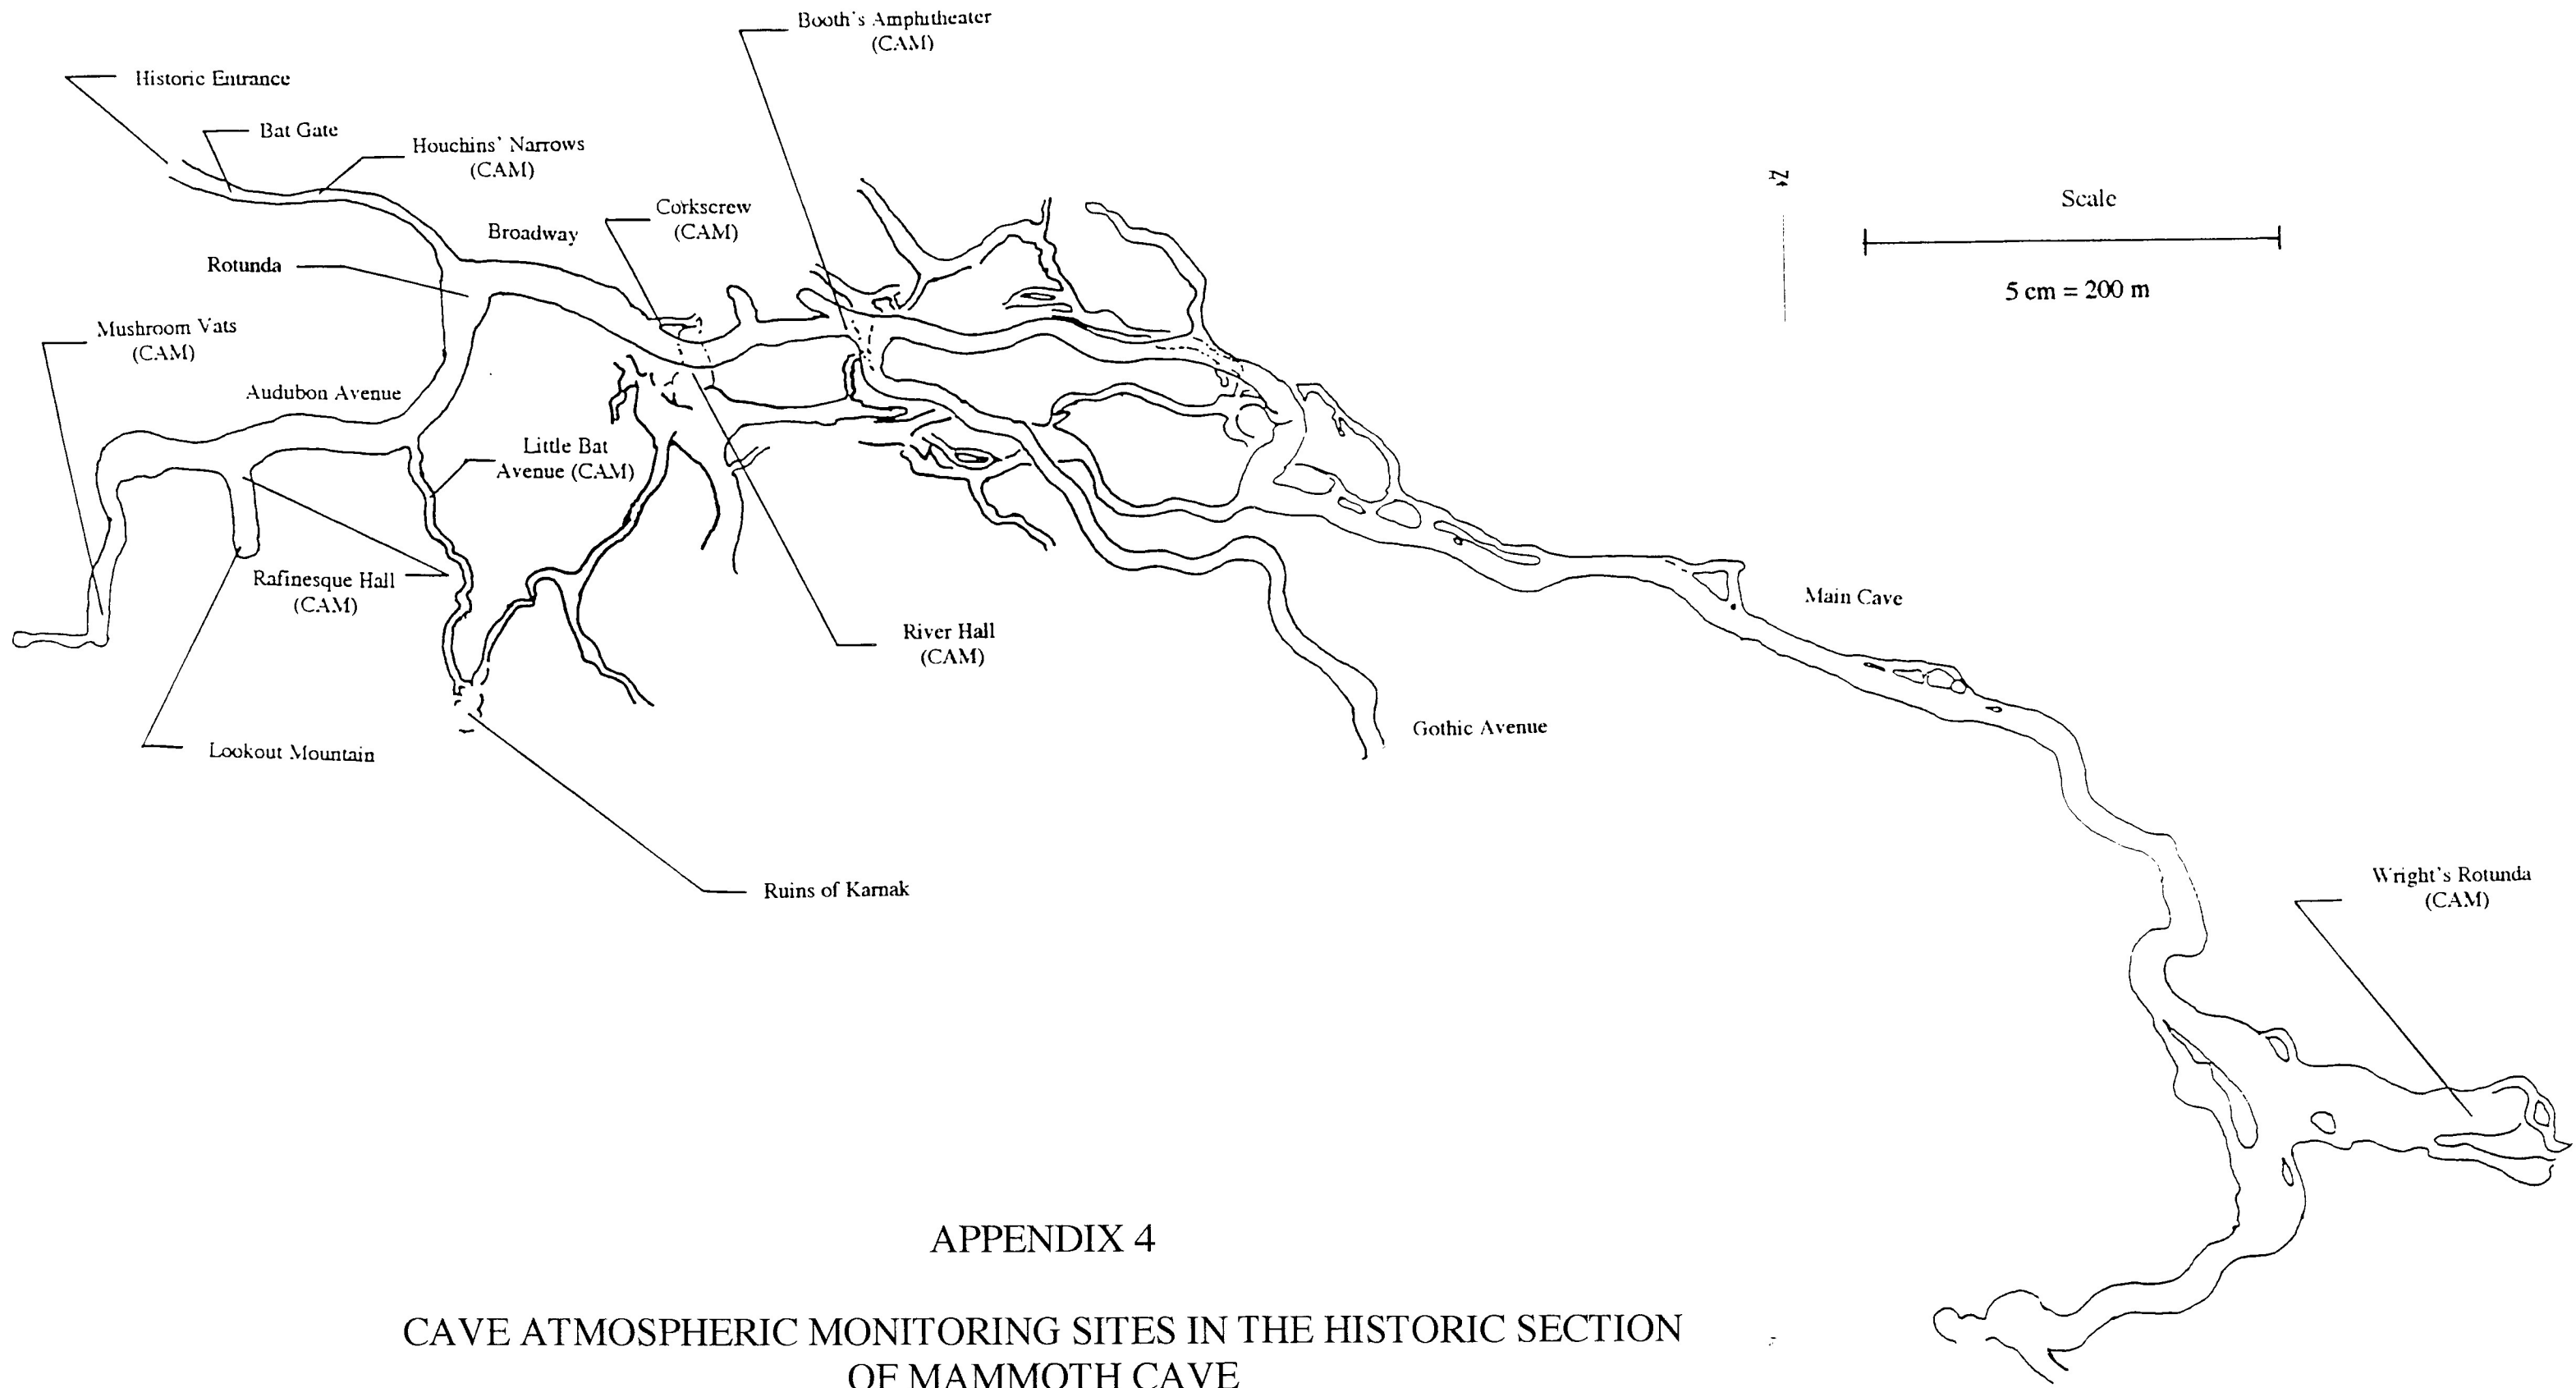 Booth's Amphitheater
(CAM)
Historic Entrance
Bat Gate
Houchins' Narrows
(CAM)
Corkscrew
(CAM)
Broadway
Rotunda
N
Scale
5 cm = 200 m
Mushroom Vats
(CAM)
Audubon Avenue
Little Bat
Avenue (CAM)
Rafinesque Hall
(CAM)
River Hall
(CAM)
Main Cave
Lookout Mountain
Gothic Avenue
Ruins of Karnak
Wright's Rotunda
(CAM)
APPENDIX 4
CAVE ATMOSPHERIC MONITORING SITES IN THE HISTORIC SECTION
OF MAMMOTH CAVE